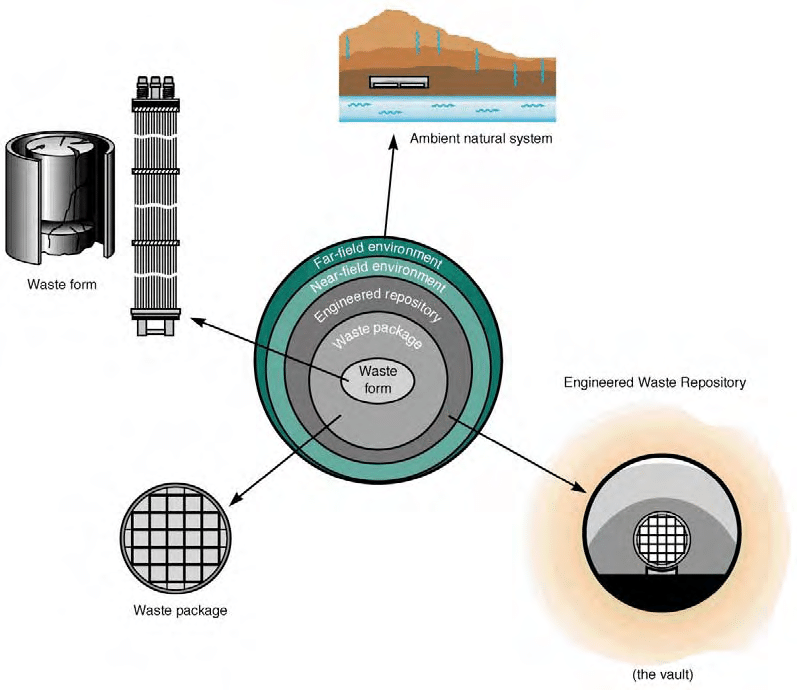 Ambient natural system
Waste form
Far-field environment
Near-field environment
Engineered repository
Waste package
Waste
form
Engineered Waste Repository
Waste package
(the vault)